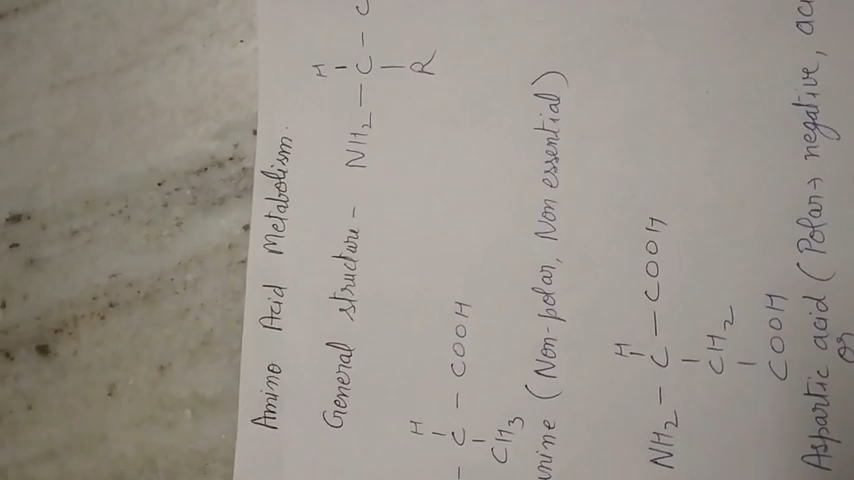 Amino Acid Metabolism.
H
General structure - NH2 - C -
R
H
- C - COOH
CH3
(Non-polar, Non essential)
H
NH2 - C - COOH
CH2
COOH
Aspartic acid (Polar → negative,
or